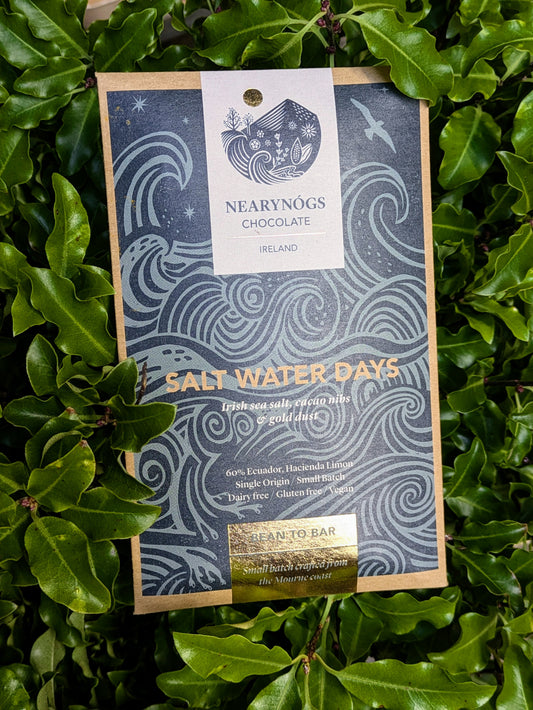 NEARYNÓGS
CHOCOLATE
IRELAND
SALT WATER DAYS
Irish sea salt, cacao nibs
& gold dust
60% Ecuador, Hacienda Limon
Single Origin / Small Batch
Dairy free / Gluten free / Vegan
BEAN TO BAR
Small batch crafted from
the Mourne coast